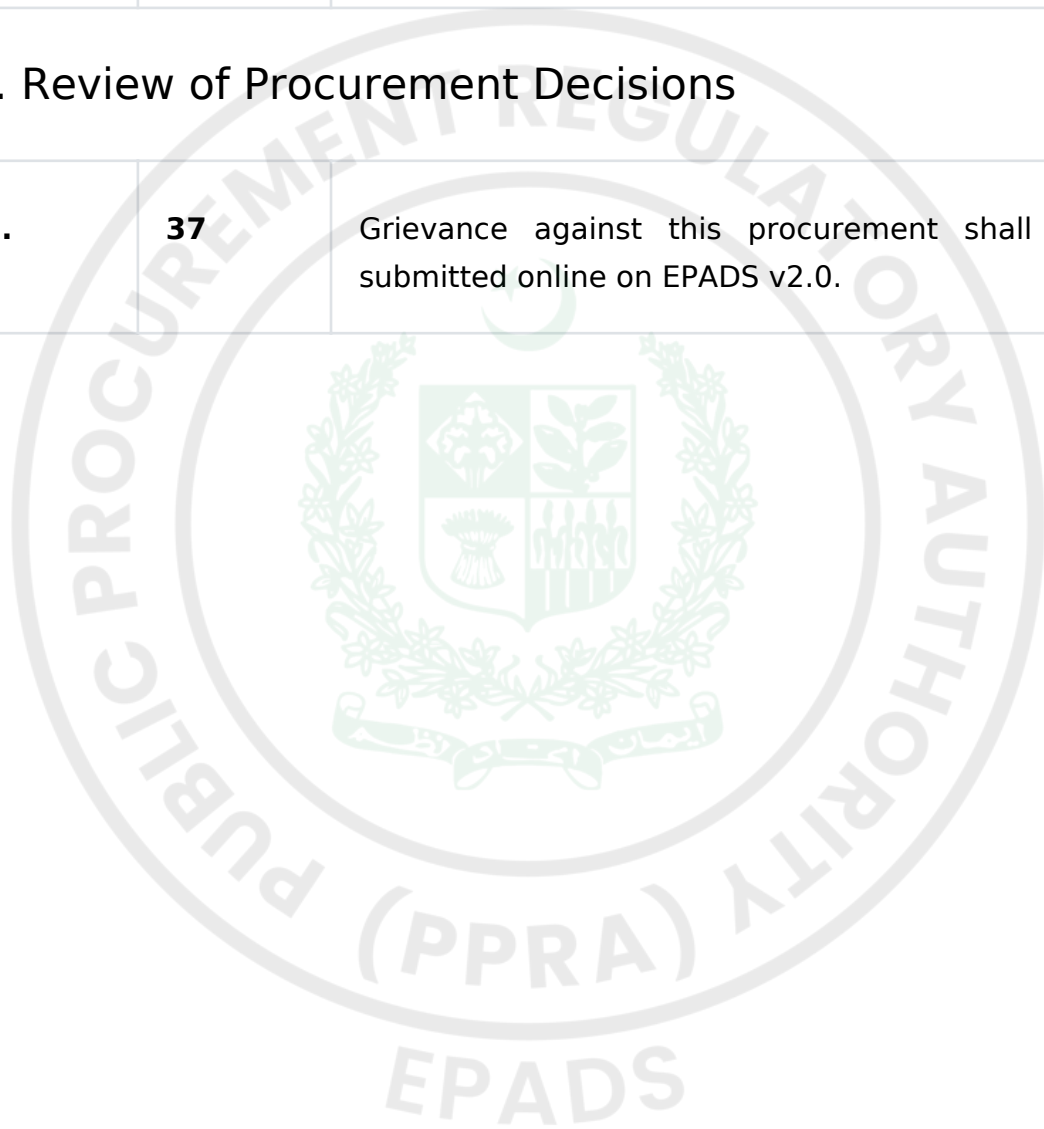 . Review of Procurement Decisions
. 37 Grievance against this procurement shall
submitted online on EPADS v2.0.
PUBLIC PROCUREMENT REGULATORY AUTHORITY
(PPRA)
EPADS